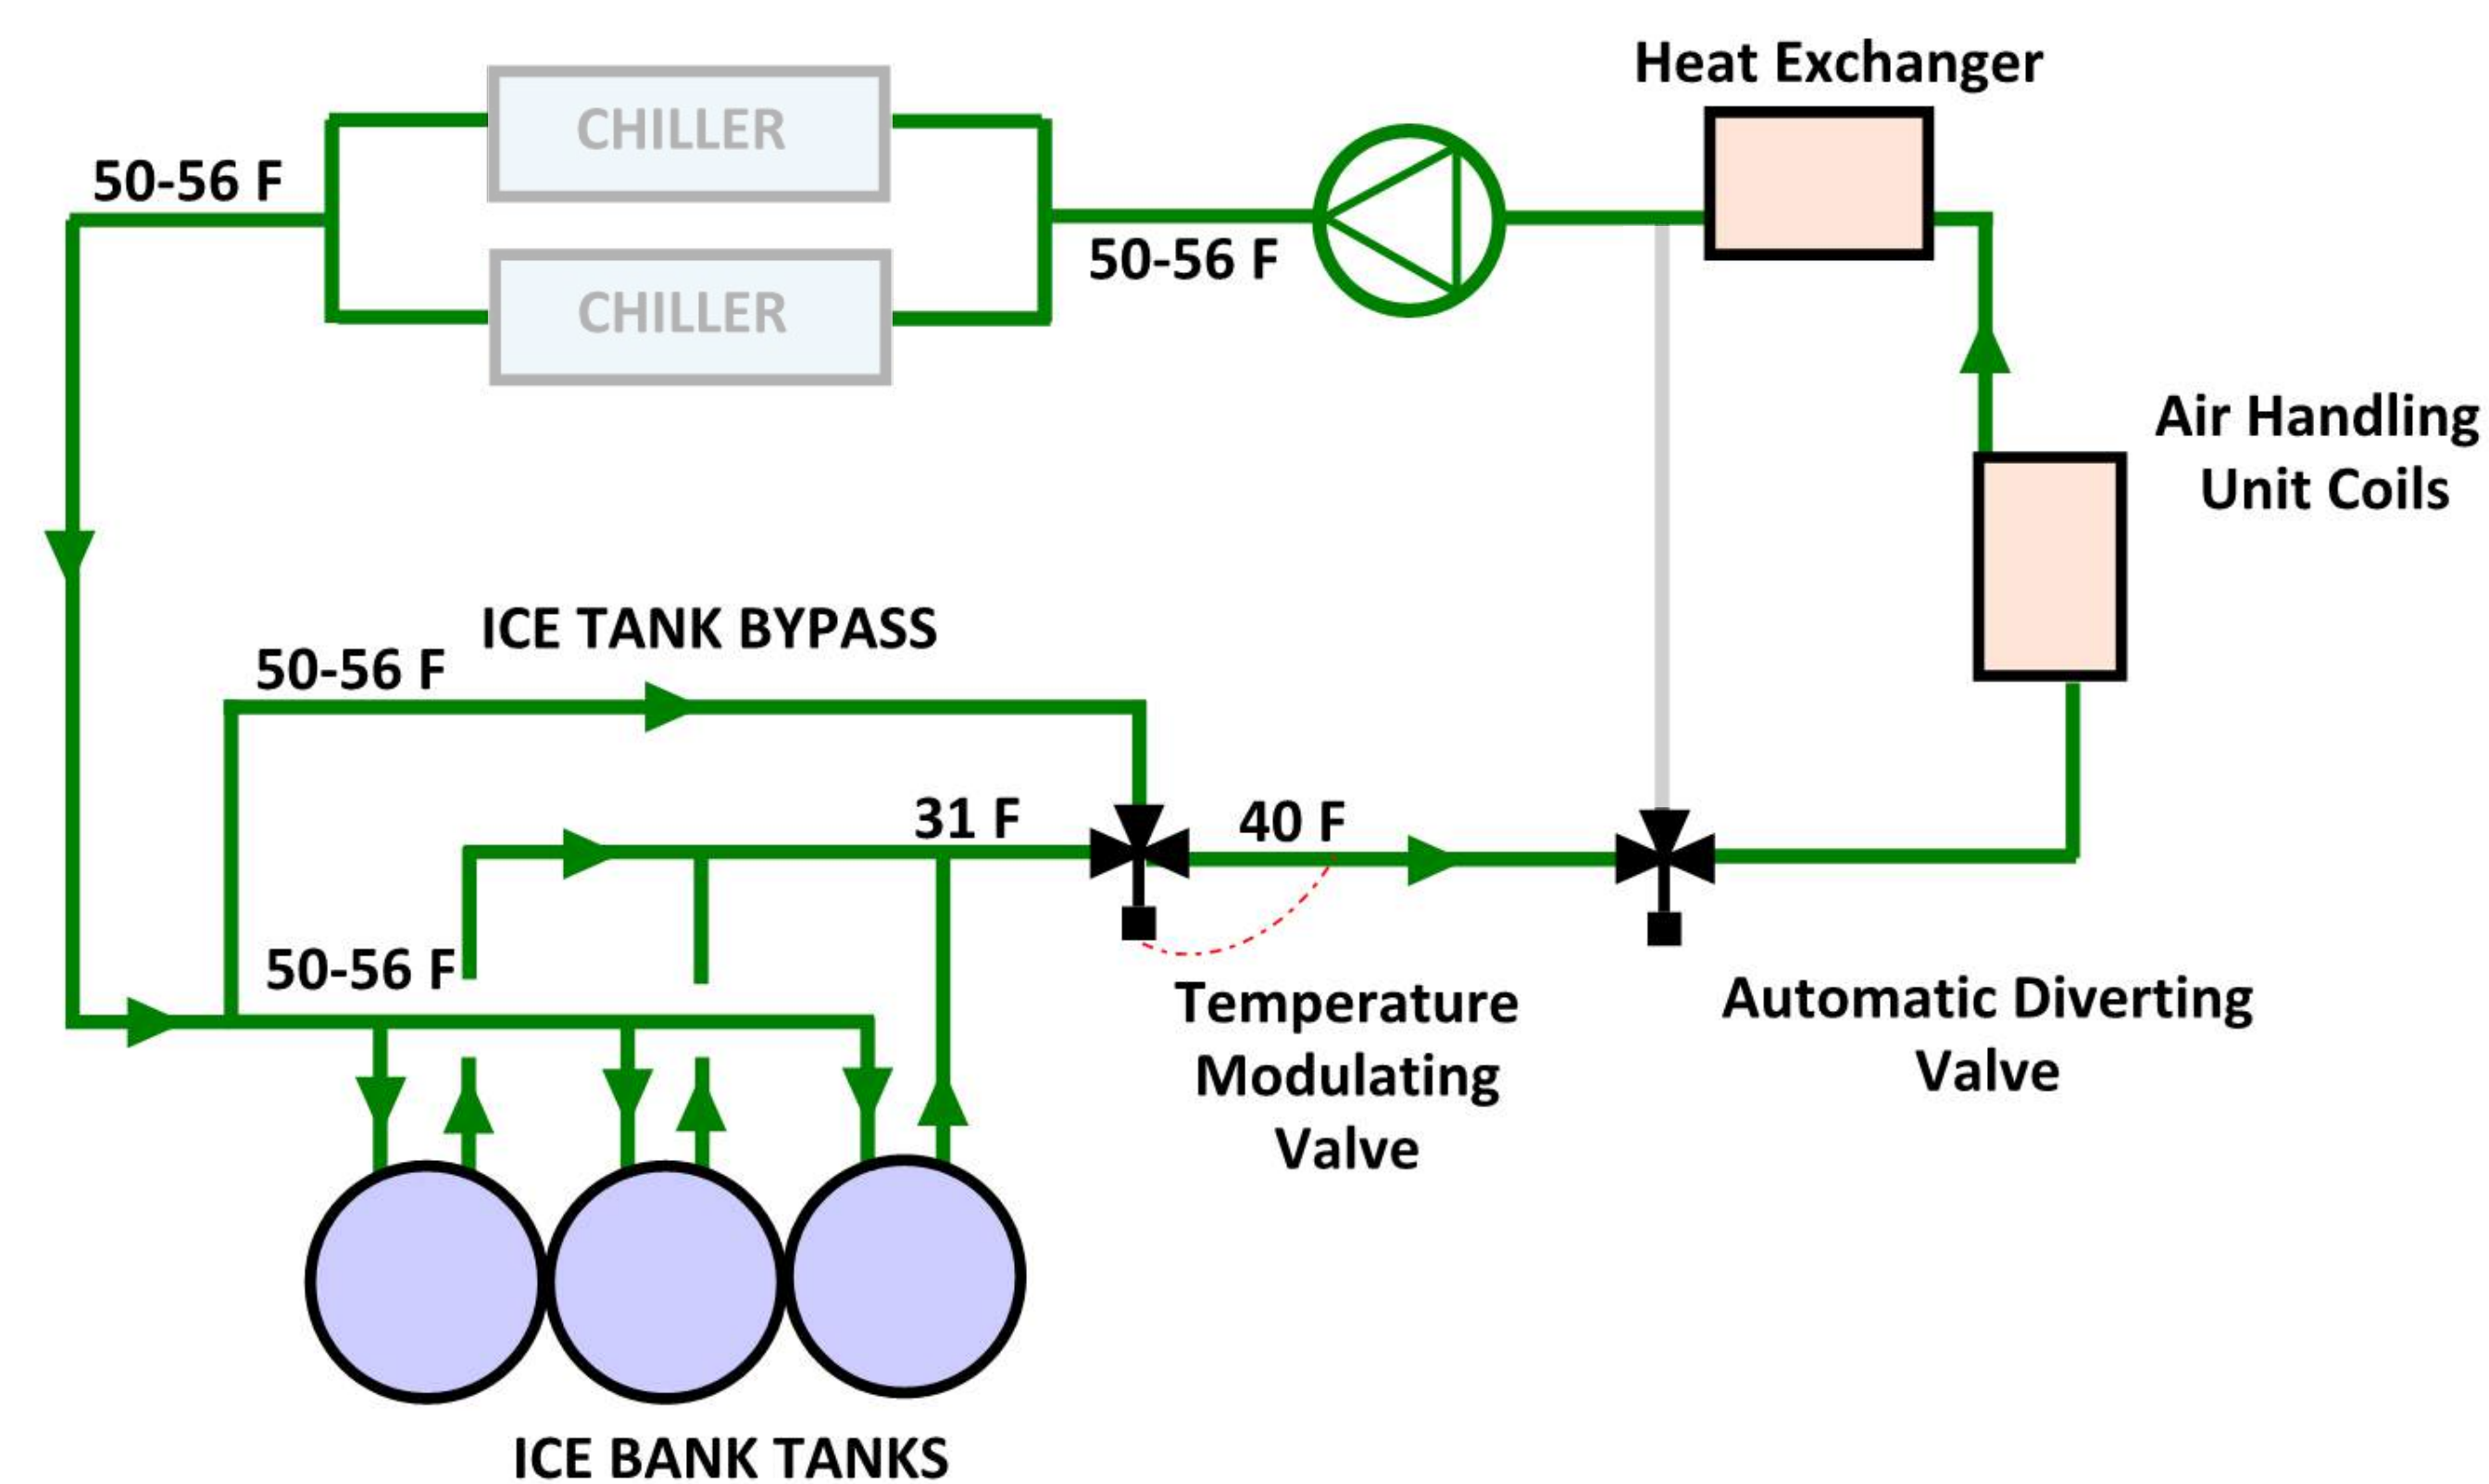 Heat Exchanger
CHILLER
50-56 F
50-56 F
CHILLER
Air Handling
Unit Coils
ICE TANK BYPASS
50-56 F
31 F
40 F
50-56 F
Temperature
Modulating
Valve
Automatic Diverting
Valve
ICE BANK TANKS